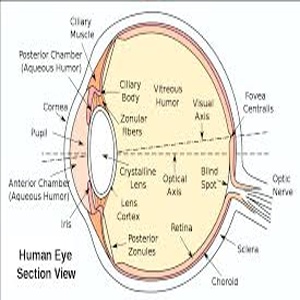 Ciliary
Muscle
Posterior Chamber
(Aqueous Humor)
Cornea
Pupil
Anterior Chamber
(Aqueous Humor)
Iris
Ciliary
Body
Zonular
Fibers
Vitreous
Humor
Visual
Axis
Fovea
Centralis
Crystalline
Lens
Optical
Axis
Blind
Spot
Optic
Nerve
Lens
Cortex
Posterior
Zonules
Retina
Sclera
Choroid
Human Eye
Section View